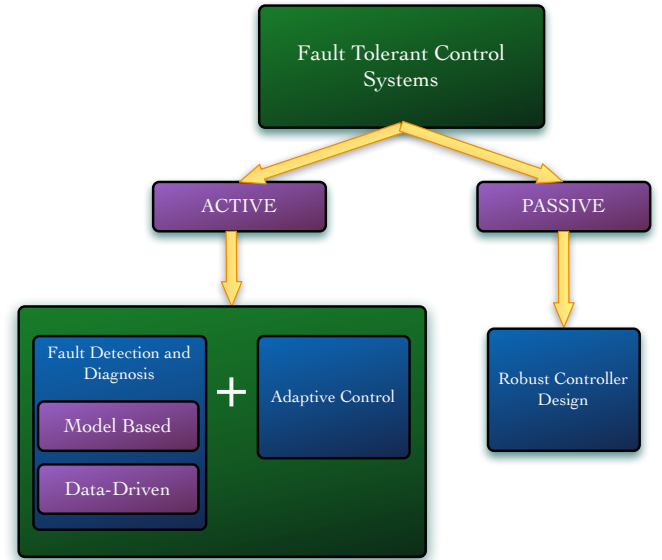 Fault Tolerant Control
Systems
ACTIVE
PASSIVE
Fault Detection and
Diagnosis
Model Based
Data-Driven
+
Adaptive Control
Robust Controller
Design